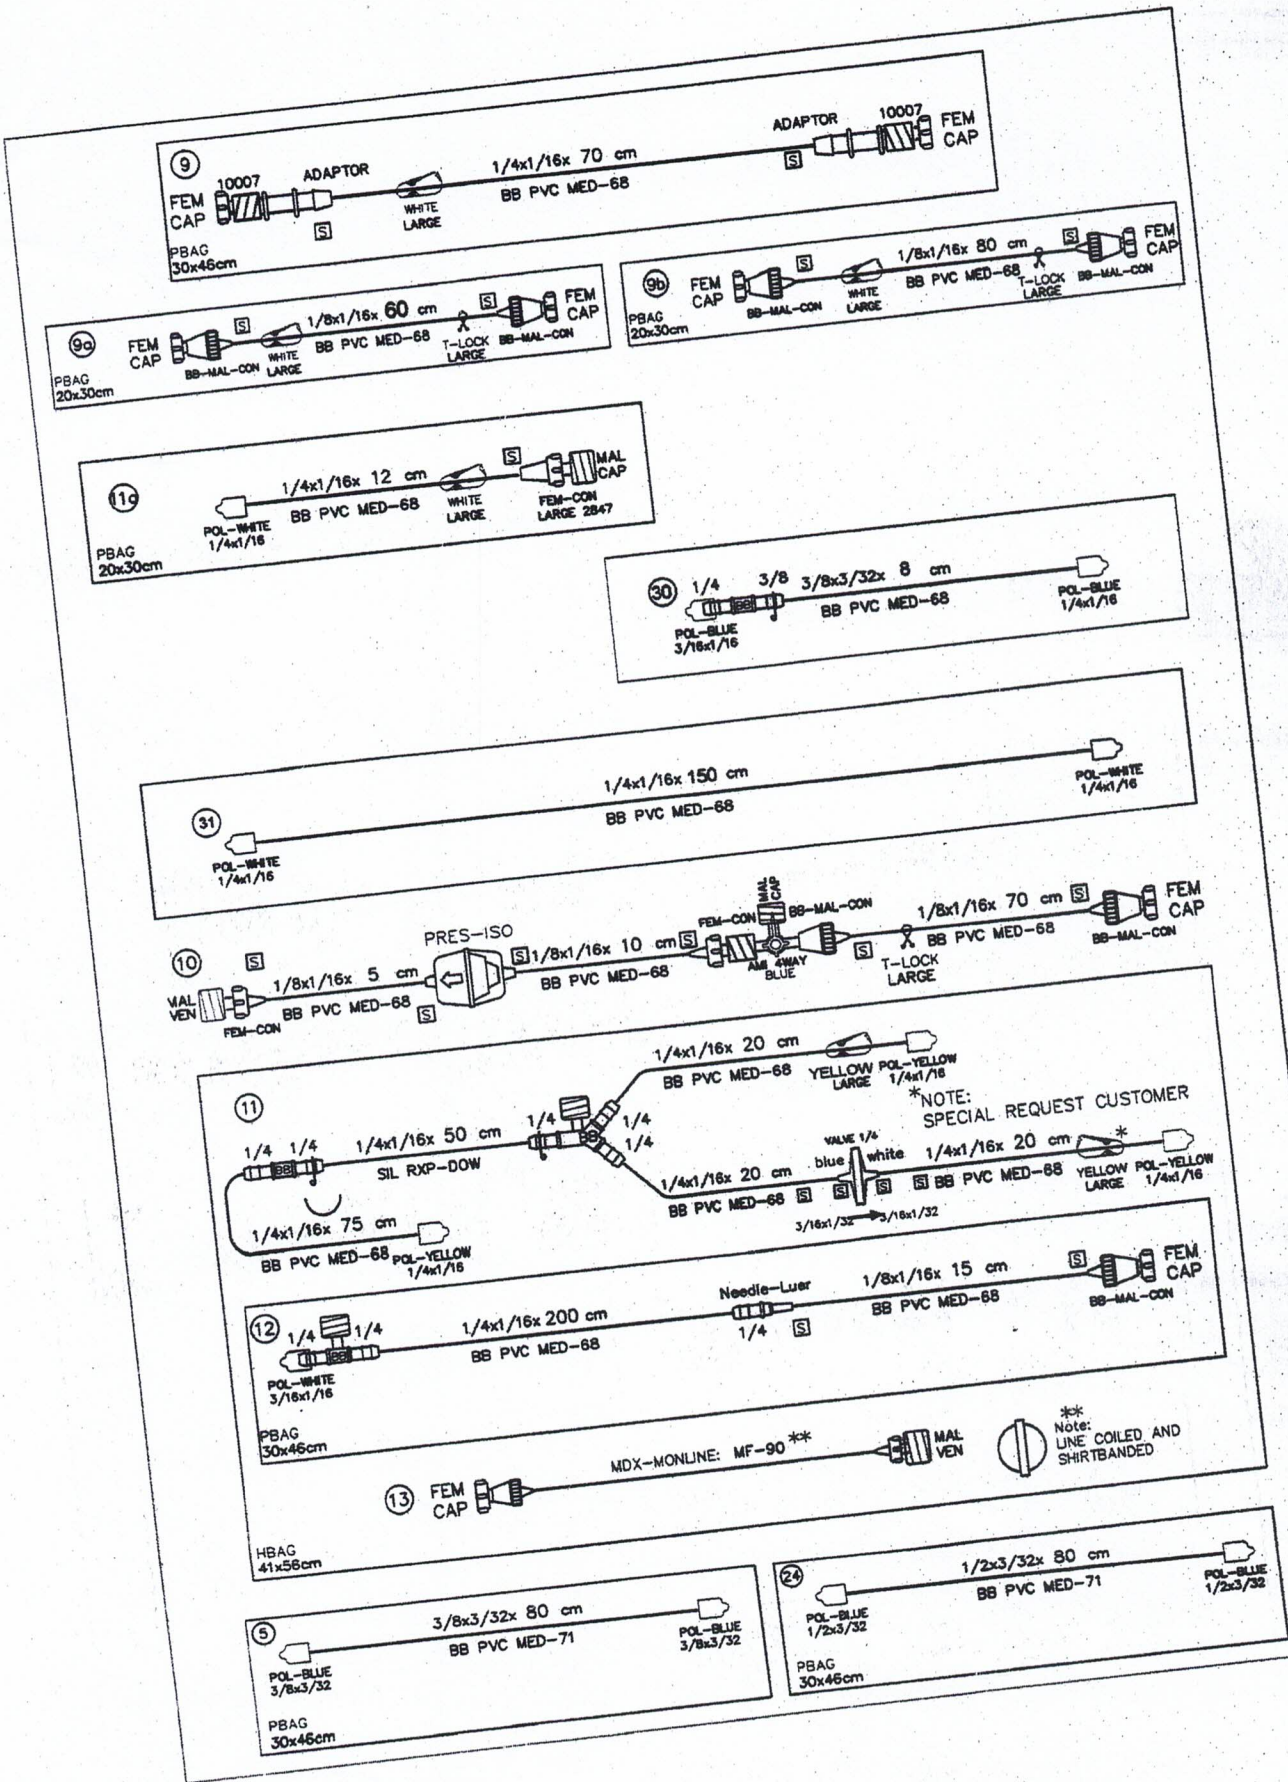 9
FEM CAP
10007
ADAPTOR
S
WHITE LARGE
1/4x1/16x 70 cm
BB PVC MED-68
ADAPTOR
S
10007
FEM CAP
PBAG
30x46cm
9a
FEM CAP
BB-MAL-CON
S
WHITE LARGE
1/8x1/16x 60 cm
BB PVC MED-68
T-LOCK LARGE
S
BB-MAL-CON
FEM CAP
PBAG
20x30cm
9b
FEM CAP
BB-MAL-CON
S
WHITE LARGE
1/8x1/16x 80 cm
BB PVC MED-68
T-LOCK LARGE
S
BB-MAL-CON
FEM CAP
PBAG
20x30cm
11a
POL-WHITE
1/4x1/16
1/4x1/16x 12 cm
BB PVC MED-68
WHITE LARGE
S
FEM-CON
LARGE 2847
MAL CAP
PBAG
20x30cm
30
1/4
3/8
POL-BLUE
3/16x1/16
3/8x3/32x 8 cm
BB PVC MED-68
POL-BLUE
1/4x1/16
31
POL-WHITE
1/4x1/16
1/4x1/16x 150 cm
BB PVC MED-68
POL-WHITE
1/4x1/16
10
MAL VEN
S
FEM-CON
1/8x1/16x 5 cm
BB PVC MED-68
S
PRES-ISO
S
1/8x1/16x 10 cm
BB PVC MED-68
S
FEM-CON
MAL CAP
AMI 4WAY BLUE
BB-MAL-CON
S
T-LOCK LARGE
1/8x1/16x 70 cm
BB PVC MED-68
S
BB-MAL-CON
FEM CAP
11
1/4 1/4
BB
1/4x1/16x 50 cm
SIL RXP-DOW
1/4x1/16x 75 cm
BB PVC MED-68
POL-YELLOW
1/4x1/16
1/4
BB
1/4
1/4
1/4x1/16x 20 cm
BB PVC MED-68
YELLOW LARGE
POL-YELLOW
1/4x1/16
*NOTE:
SPECIAL REQUEST CUSTOMER
1/4x1/16x 20 cm
BB PVC MED-68
S
VALVE 1/4
blue
white
S
S
3/16x1/32
3/16x1/32
S
1/4x1/16x 20 cm
BB PVC MED-68
*
YELLOW LARGE
POL-YELLOW
1/4x1/16
12
1/4
1/4
BB
POL-WHITE
3/16x1/16
1/4x1/16x 200 cm
BB PVC MED-68
Needle-Luer
1/4
S
1/8x1/16x 15 cm
BB PVC MED-68
S
BB-MAL-CON
FEM CAP
PBAG
30x46cm
13
FEM CAP
MDX-MONLINE: MF-90 **
MAL VEN
**
Note:
LINE COILED AND
SHIRTBANDED
HBAG
41x56cm
5
POL-BLUE
3/8x3/32
3/8x3/32x 80 cm
BB PVC MED-71
POL-BLUE
3/8x3/32
PBAG
30x46cm
24
POL-BLUE
1/2x3/32
1/2x3/32x 80 cm
BB PVC MED-71
POL-BLUE
1/2x3/32
PBAG
30x46cm